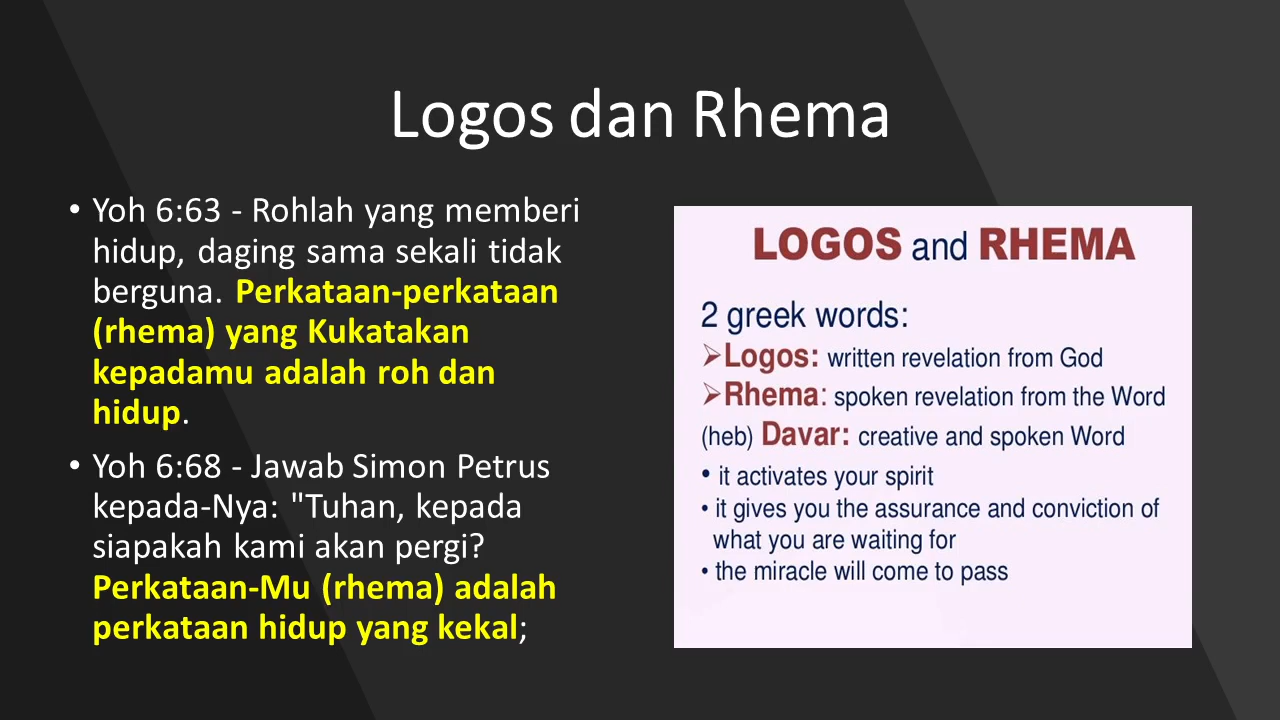 Logos dan Rhema
• Yoh 6:63 - Rohlah yang memberi
hidup, daging sama sekali tidak
berguna. Perkataan-perkataan
(rhema) yang Kukatakan
kepadamu adalah roh dan
hidup.
• Yoh 6:68 - Jawab Simon Petrus
kepada-Nya: "Tuhan, kepada
siapakah kami akan pergi?
Perkataan-Mu (rhema) adalah
perkataan hidup yang kekal;
LOGOS and RHEMA
2 greek words:
➢Logos: written revelation from God
➢Rhema: spoken revelation from the Word
(heb) Davar: creative and spoken Word
• it activates your spirit
• it gives you the assurance and conviction of
what you are waiting for
• the miracle will come to pass